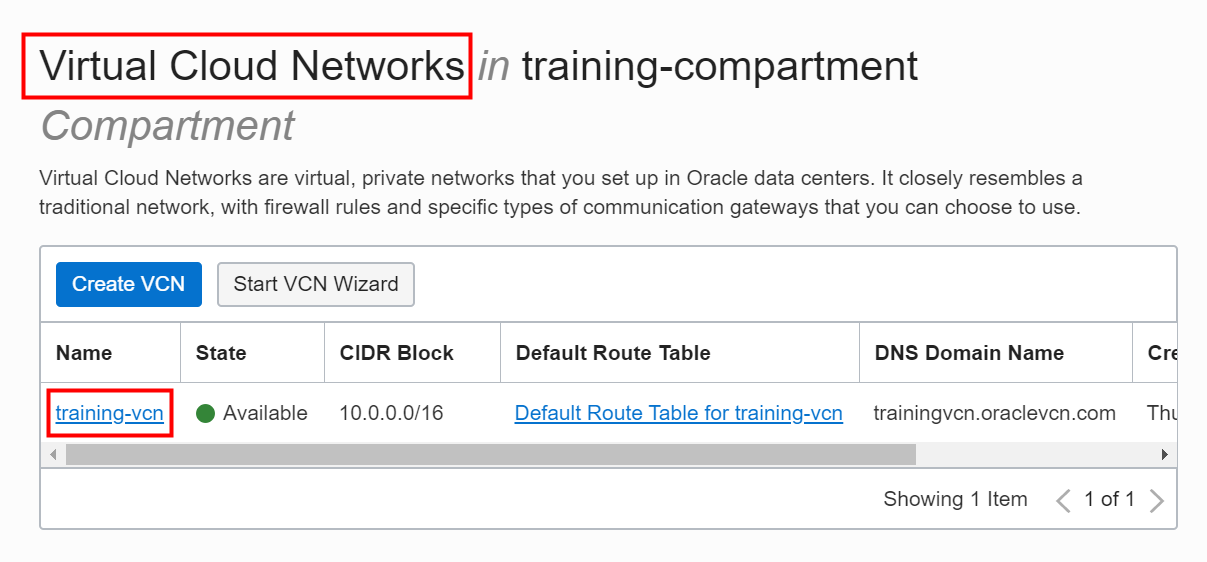 Virtual Cloud Networks in training-compartment
Compartment
Virtual Cloud Networks are virtual, private networks that you set up in Oracle data centers. It closely resembles a
traditional network, with firewall rules and specific types of communication gateways that you can choose to use.
Create VCN Start VCN Wizard
Name State CIDR Block Default Route Table DNS Domain Name Cre
training-vcn Available 10.0.0.0/16 Default Route Table for training-vcn trainingvcn.oraclevcn.com Thu
Showing 1 Item 1 of 1